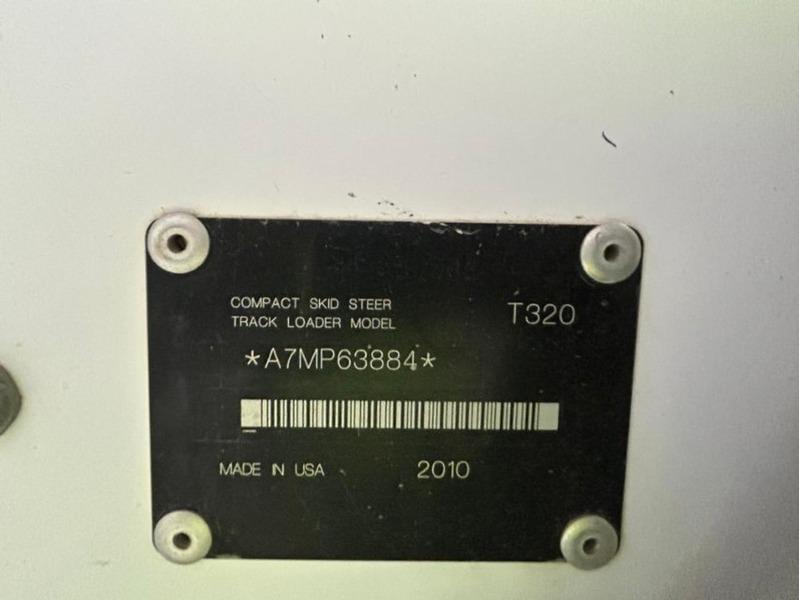 COMPACT SKID STEER
TRACK LOADER MODEL T320
*A7MP63884*
MADE IN USA 2010